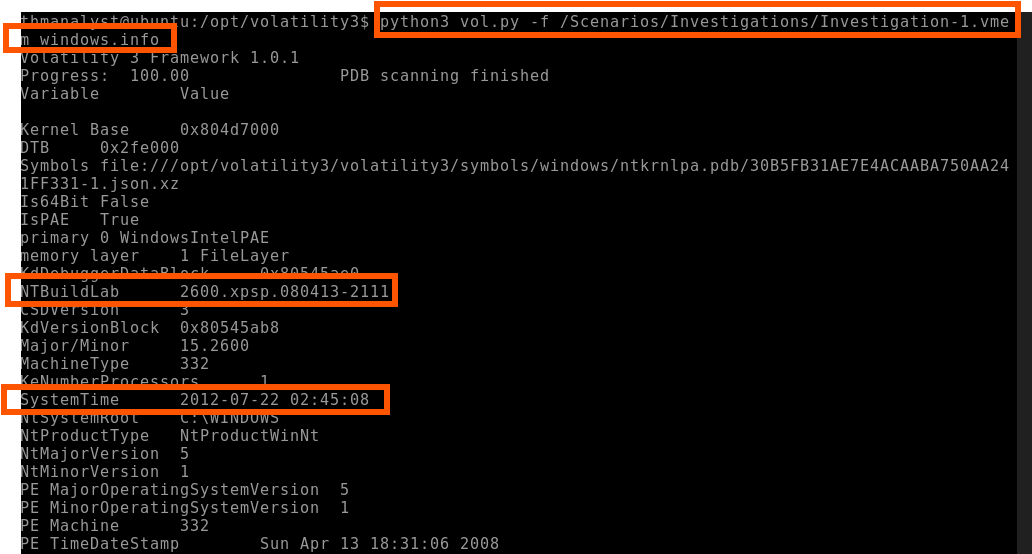 thmanalyst@ubuntu:/opt/volatility3$ python3 vol.py -f /Scenarios/Investigations/Investigation-1.vme
m windows.info
Volatility 3 Framework 1.0.1
Progress:  100.00               PDB scanning finished
Variable        Value
Kernel Base     0x804d7000
DTB     0x2fe000
Symbols file:///opt/volatility3/volatility3/symbols/windows/ntkrnlpa.pdb/30B5FB31AE7E4ACAABA750AA24
1FF331-1.json.xz
Is64Bit False
IsPAE   True
primary 0 WindowsIntelPAE
memory_layer    1 FileLayer
KdDebuggerDataBlock     0x80545ae0
NTBuildLab      2600.xpsp.080413-2111
CSDVersion      3
KdVersionBlock  0x80545ab8
Major/Minor     15.2600
MachineType     332
KeNumberProcessors      1
SystemTime      2012-07-22 02:45:08
NtSystemRoot    C:\WINDOWS
NtProductType   NtProductWinNt
NtMajorVersion  5
NtMinorVersion  1
PE MajorOperatingSystemVersion  5
PE MinorOperatingSystemVersion  1
PE Machine      332
PE TimeDateStamp        Sun Apr 13 18:31:06 2008